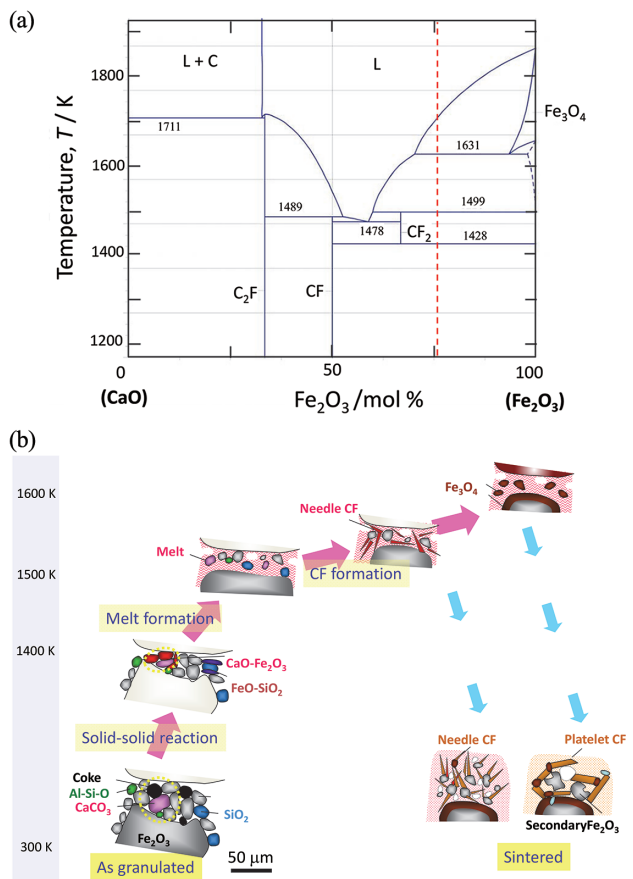 (a)
L + C
L
1800
Fe₃O₄
1711
1631
1600
Temperature, T / K
1499
1489
1478
CF₂
1428
1400
C₂F
CF
1200
0
50
100
(CaO)
Fe₂O₃/mol %
(Fe₂O₃)
(b)
1600 K
Fe₃O₄
Needle CF
Melt
1500 K
CF formation
Melt formation
1400 K
CaO-Fe₂O₃
FeO-SiO₂
Solid-solid reaction
Needle CF
Platelet CF
Coke
Al-Si-O
CaCO₃
SiO₂
SecondaryFe₂O₃
Fe₂O₃
300 K
As granulated
50 μm
Sintered